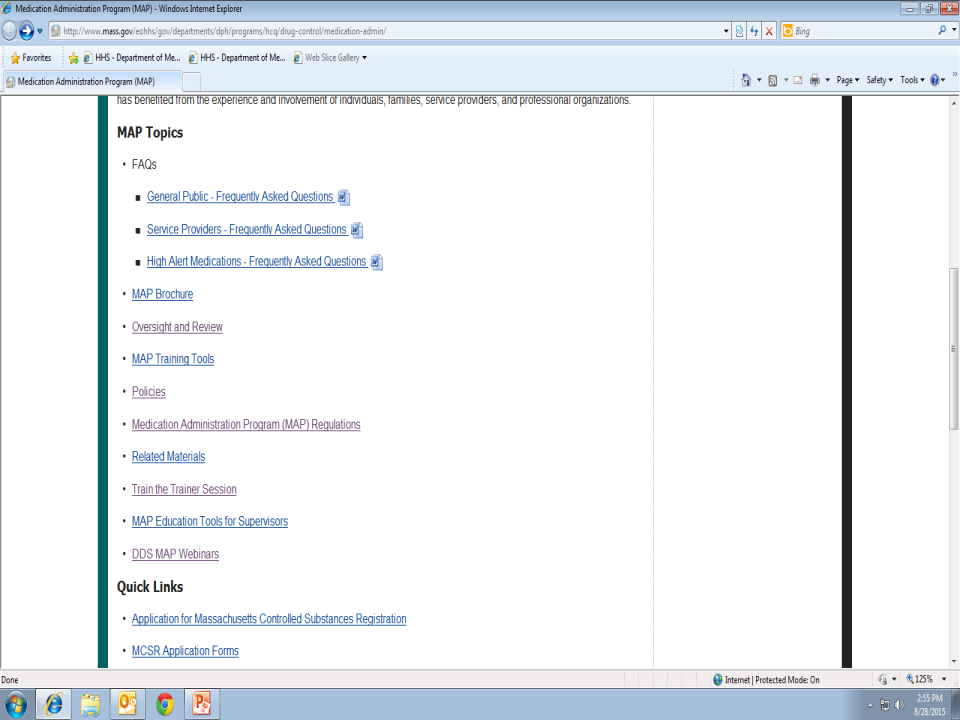 Medication Administration Program (MAP) - Windows Internet Explorer
http://www.mass.gov/eohhs/gov/departments/dph/programs/hcq/drug-control/medication-admin/
Bing
Favorites
HHS - Department of Me...
HHS - Department of Me...
Web Slice Gallery
Medication Administration Program (MAP)
Page
Safety
Tools
has benefited from the experience and involvement of individuals, families, service providers, and professional organizations.
MAP Topics
• FAQs
■ General Public - Frequently Asked Questions
■ Service Providers - Frequently Asked Questions
■ High Alert Medications - Frequently Asked Questions
• MAP Brochure
• Oversight and Review
• MAP Training Tools
• Policies
• Medication Administration Program (MAP) Regulations
• Related Materials
• Train the Trainer Session
• MAP Education Tools for Supervisors
• DDS MAP Webinars
Quick Links
• Application for Massachusetts Controlled Substances Registration
• MCSR Application Forms
Done
Internet | Protected Mode: On
125%
2:55 PM
8/28/2015